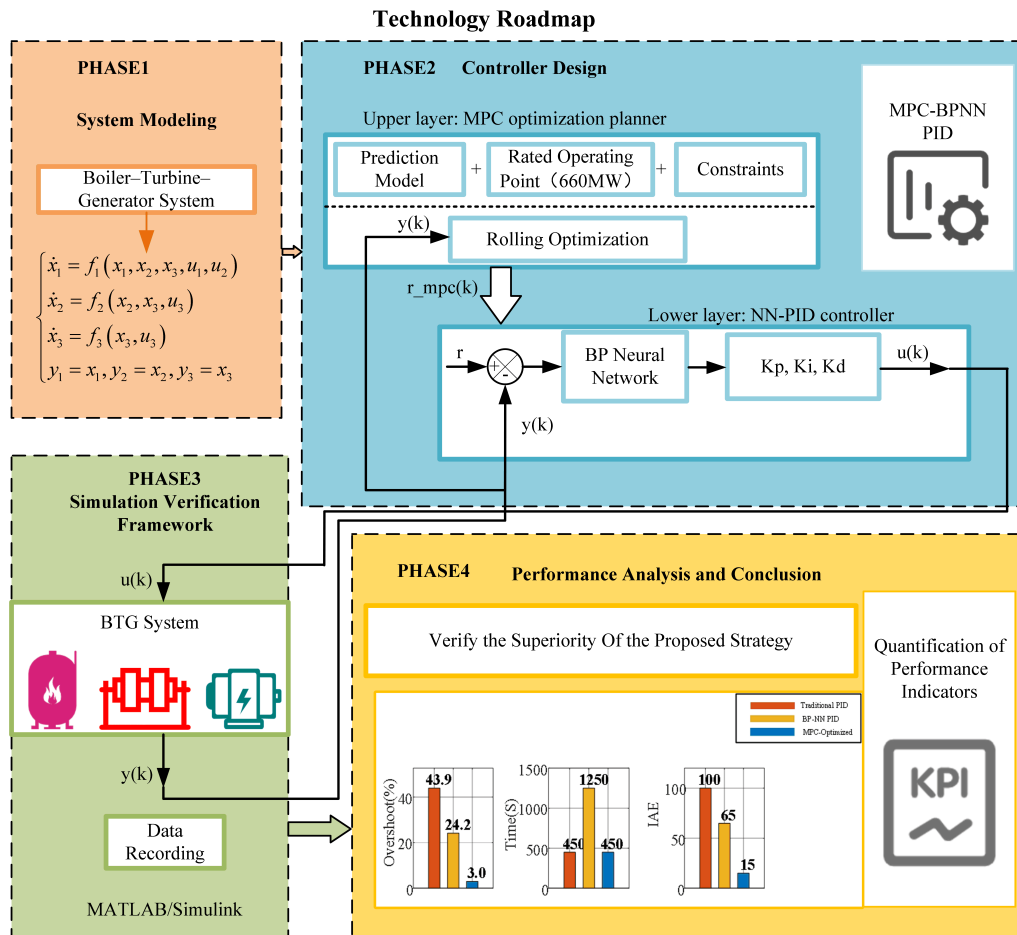 Technology Roadmap
PHASE1
System Modeling
Boiler–Turbine–
Generator System
ẋ₁ = f₁(x₁, x₂, x₃, u₁, u₂)
ẋ₂ = f₂(x₂, x₃, u₃)
ẋ₃ = f₃(x₃, u₃)
y₁ = x₁, y₂ = x₂, y₃ = x₃
PHASE2 Controller Design
Upper layer: MPC optimization planner
Prediction
Model
+
Rated Operating
Point（660MW）
+
Constraints
y(k)
Rolling Optimization
r_mpc(k)
MPC-BPNN
PID
Lower layer: NN-PID controller
r
+
-
BP Neural
Network
Kp, Ki, Kd
u(k)
y(k)
PHASE3
Simulation Verification
Framework
u(k)
BTG System
y(k)
Data
Recording
MATLAB/Simulink
PHASE4 Performance Analysis and Conclusion
Verify the Superiority Of the Proposed Strategy
Traditional PID
BP-NN PID
MPC-Optimized
Overshoot(%)
40
20
0
43.9
24.2
3.0
Time(S)
1500
1000
500
0
450
1250
450
IAE
100
50
0
100
65
15
Quantification of
Performance
Indicators
KPI